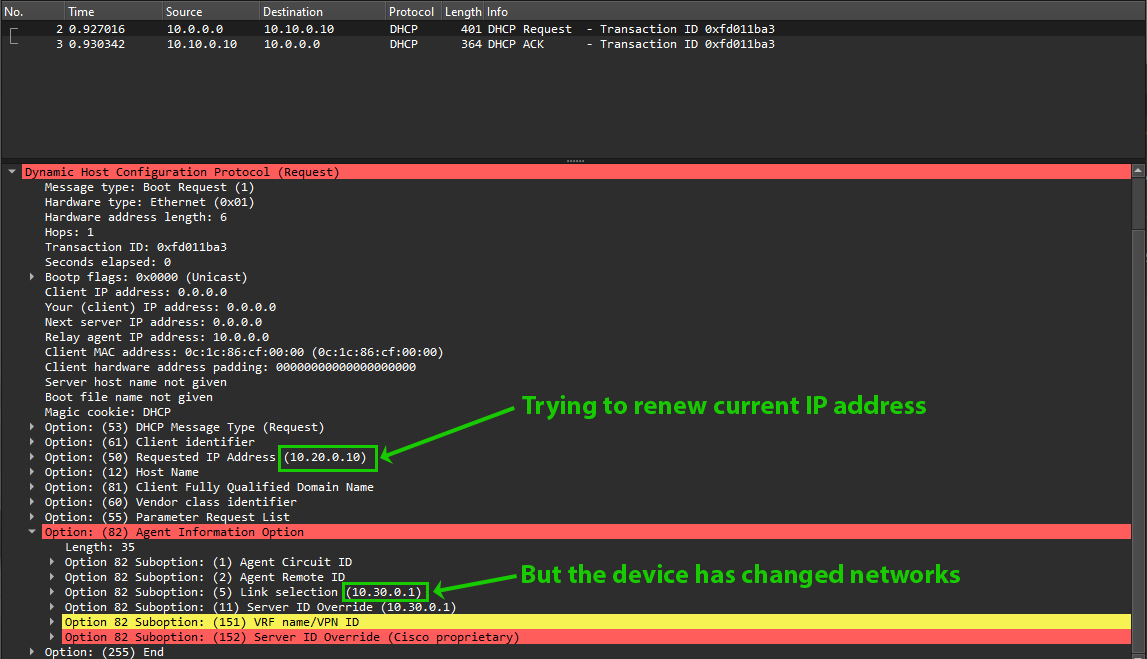 No. Time Source Destination Protocol Length Info
2 0.927016 10.0.0.0 10.10.0.10 DHCP 401 DHCP Request - Transaction ID 0xfd011ba3
3 0.930342 10.10.0.10 10.0.0.0 DHCP 364 DHCP ACK - Transaction ID 0xfd011ba3
Dynamic Host Configuration Protocol (Request)
Message type: Boot Request (1)
Hardware type: Ethernet (0x01)
Hardware address length: 6
Hops: 1
Transaction ID: 0xfd011ba3
Seconds elapsed: 0
Bootp flags: 0x0000 (Unicast)
Client IP address: 0.0.0.0
Your (client) IP address: 0.0.0.0
Next server IP address: 0.0.0.0
Relay agent IP address: 10.0.0.0
Client MAC address: 0c:1c:86:cf:00:00 (0c:1c:86:cf:00:00)
Client hardware address padding: 00000000000000000000
Server host name not given
Boot file name not given
Magic cookie: DHCP
Trying to renew current IP address
Option: (53) DHCP Message Type (Request)
Option: (61) Client identifier
Option: (50) Requested IP Address (10.20.0.10)
Option: (12) Host Name
Option: (81) Client Fully Qualified Domain Name
Option: (60) Vendor class identifier
Option: (55) Parameter Request List
Option: (82) Agent Information Option
Length: 35
Option 82 Suboption: (1) Agent Circuit ID
Option 82 Suboption: (2) Agent Remote ID
But the device has changed networks
Option 82 Suboption: (5) Link selection (10.30.0.1)
Option 82 Suboption: (11) Server ID Override (10.30.0.1)
Option 82 Suboption: (151) VRF name/VPN ID
Option 82 Suboption: (152) Server ID Override (Cisco proprietary)
Option: (255) End